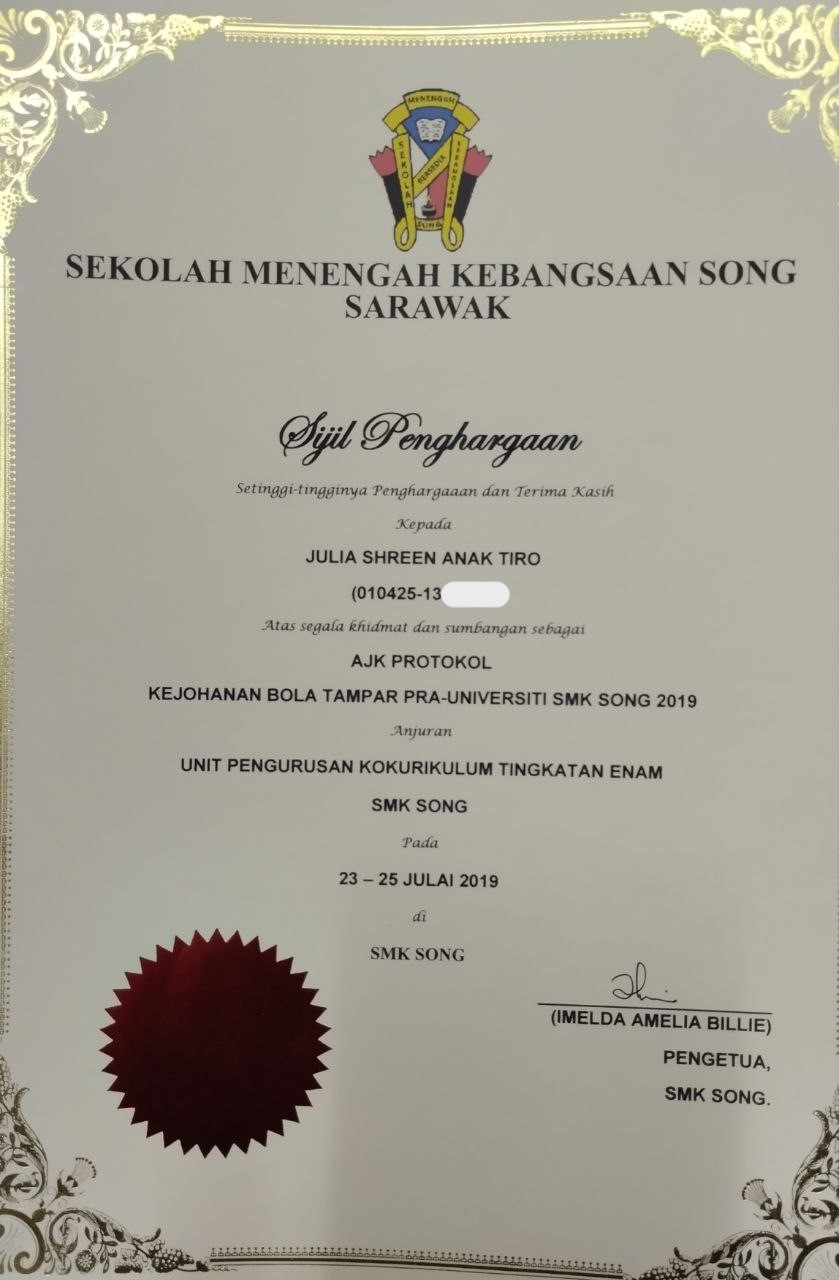 MENENGAH
SEKOLAH
BERSEDIA
KEBANGSAAN
SONG
SEKOLAH MENENGAH KEBANGSAAN SONG
SARAWAK
Sijil Penghargaan
Setinggi-tingginya Penghargaaan dan Terima Kasih
Kepada
JULIA SHREEN ANAK TIRO
(010425-13
Atas segala khidmat dan sumbangan sebagai
AJK PROTOKOL
KEJOHANAN BOLA TAMPAR PRA-UNIVERSITI SMK SONG 2019
Anjuran
UNIT PENGURUSAN KOKURIKULUM TINGKATAN ENAM
SMK SONG
Pada
23 – 25 JULAI 2019
di
SMK SONG
(IMELDA AMELIA BILLIE)
PENGETUA,
SMK SONG.